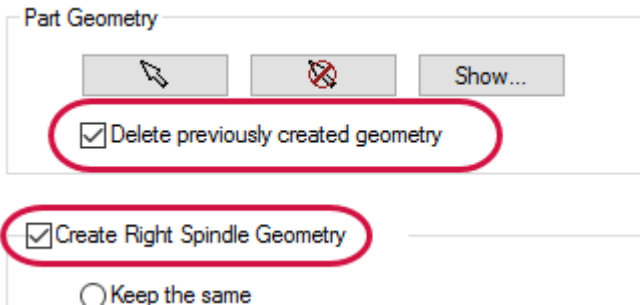 Part Geometry
Show...
Delete previously created geometry
Create Right Spindle Geometry
Keep the same